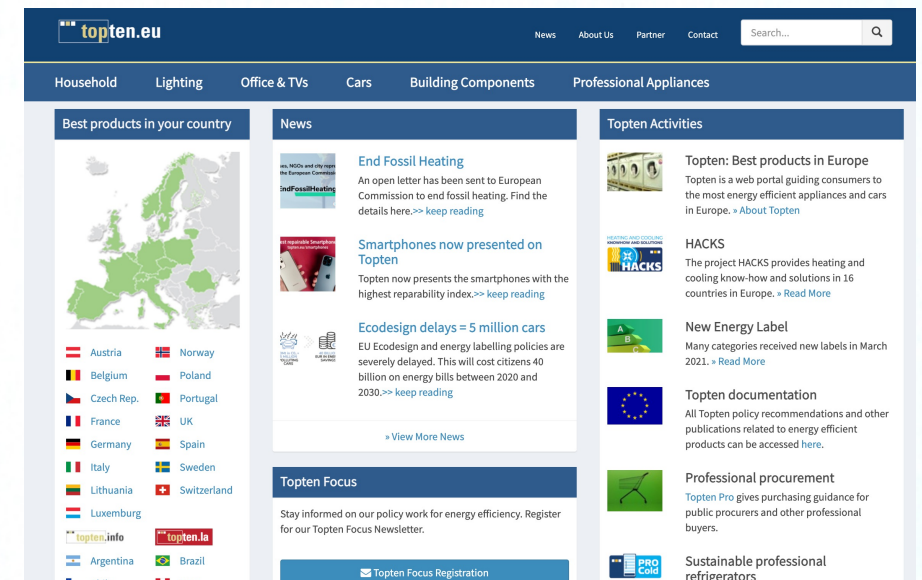 topten.eu
News About Us Partner Contact Search...
Household Lighting Office & TVs Cars Building Components Professional Appliances
Best products in your country
Austria Norway
Belgium Poland
Czech Rep. Portugal
France UK
Germany Spain
Italy Sweden
Lithuania Switzerland
Luxemburg
topten.info topten.la
Argentina Brazil
News
EndFossilHeating
End Fossil Heating
An open letter has been sent to European
Commission to end fossil heating. Find the
details here.>> keep reading
Smartphones now presented on
Topten
Topten now presents the smartphones with the
highest reparability index.>> keep reading
Ecodesign delays = 5 million cars
EU Ecodesign and energy labelling policies are
severely delayed. This will cost citizens 40
billion on energy bills between 2020 and
2030.>> keep reading
» View More News
Topten Focus
Stay informed on our policy work for energy efficiency. Register
for our Topten Focus Newsletter.
Topten Focus Registration
Topten Activities
Topten: Best products in Europe
Topten is a web portal guiding consumers to
the most energy efficient appliances and cars
in Europe. » About Topten
HEATING AND COOLING
KNOWHOW AND SOLUTIONS
HACKS
HACKS
The project HACKS provides heating and
cooling know-how and solutions in 16
countries in Europe. » Read More
A
B
New Energy Label
Many categories received new labels in March
2021. » Read More
Topten documentation
All Topten policy recommendations and other
publications related to energy efficient
products can be accessed here.
Professional procurement
Topten Pro gives purchasing guidance for
public procurers and other professional
buyers.
PRO
Cold
Sustainable professional
refrigerators